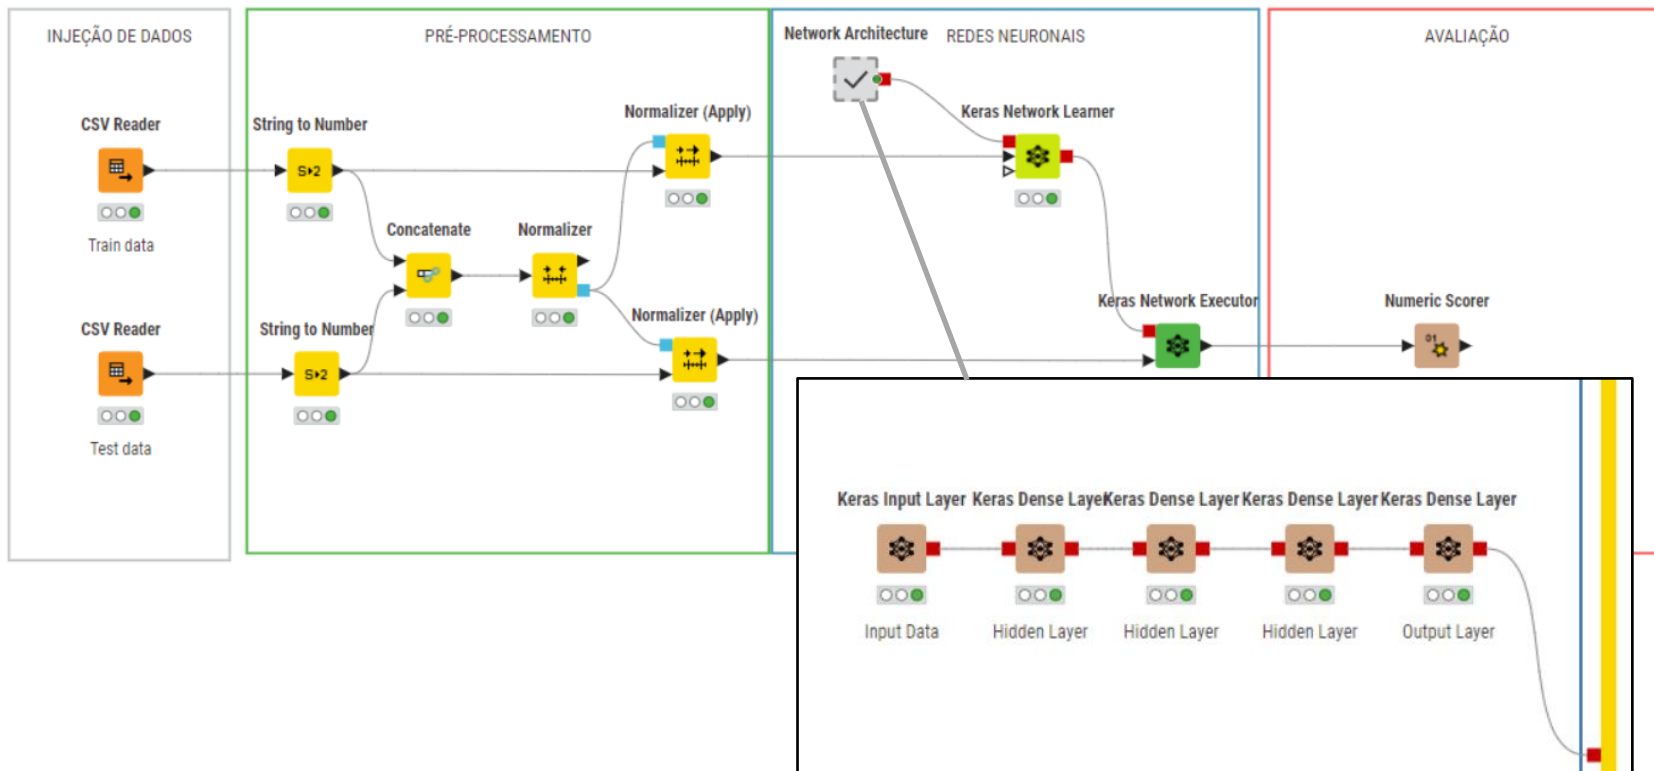 INJEÇÃO DE DADOS
PRÉ-PROCESSAMENTO
Network Architecture
REDES NEURONAIS
AVALIAÇÃO
CSV Reader
Train data
CSV Reader
Test data
String to Number
S▸2
String to Number
S▸2
Concatenate
Normalizer
Normalizer (Apply)
Normalizer (Apply)
Keras Network Learner
Keras Network Executor
Numeric Scorer
01
Keras Input Layer
Keras Dense Layer
Keras Dense Layer
Keras Dense Layer
Keras Dense Layer
Input Data
Hidden Layer
Hidden Layer
Hidden Layer
Output Layer